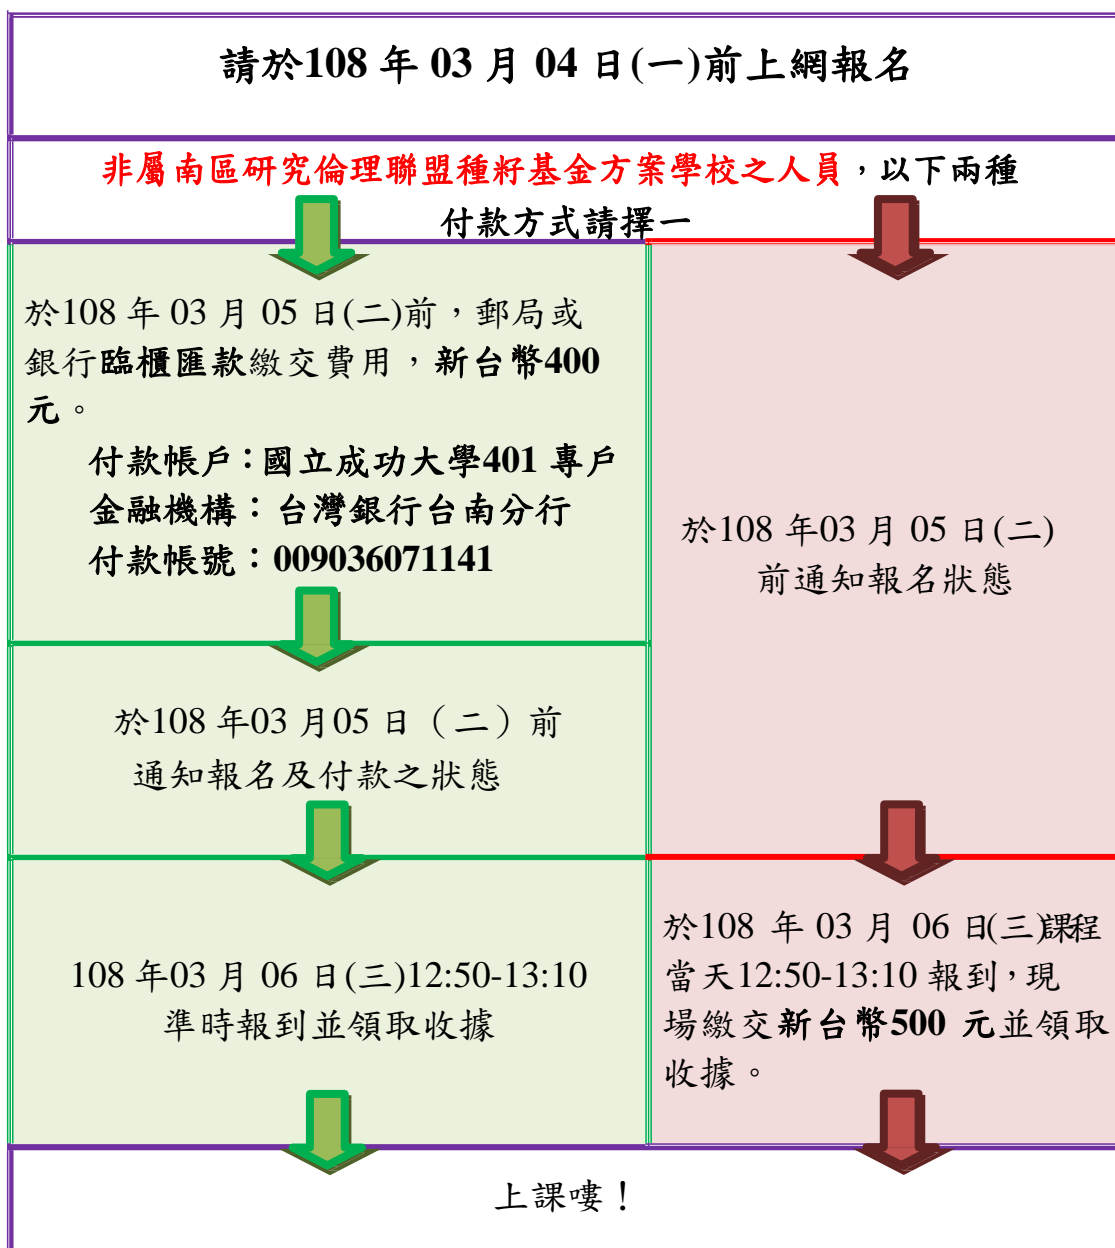 請於108 年 03 月 04 日(一)前上網報名
非屬南區研究倫理聯盟種籽基金方案學校之人員，以下兩種
付款方式請擇一
於108 年 03 月 05 日(二)前，郵局或
銀行臨櫃匯款繳交費用，新台幣400
元。
付款帳戶：國立成功大學401 專戶
金融機構：台灣銀行台南分行
付款帳號：009036071141
於108 年03 月05 日（二）前
通知報名及付款之狀態
108 年03 月 06 日(三)12:50-13:10
準時報到並領取收據
於108 年03 月 05 日(二)
前通知報名狀態
於108 年 03 月 06 日(三)課程
當天12:50-13:10 報到，現
場繳交新台幣500 元並領取
收據。
上課嘍！